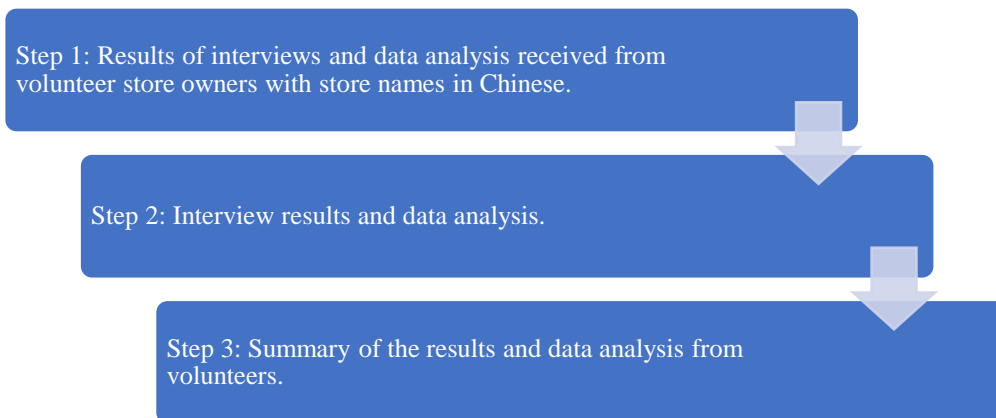 Step 1: Results of interviews and data analysis received from
volunteer store owners with store names in Chinese.
Step 2: Interview results and data analysis.
Step 3: Summary of the results and data analysis from
volunteers.